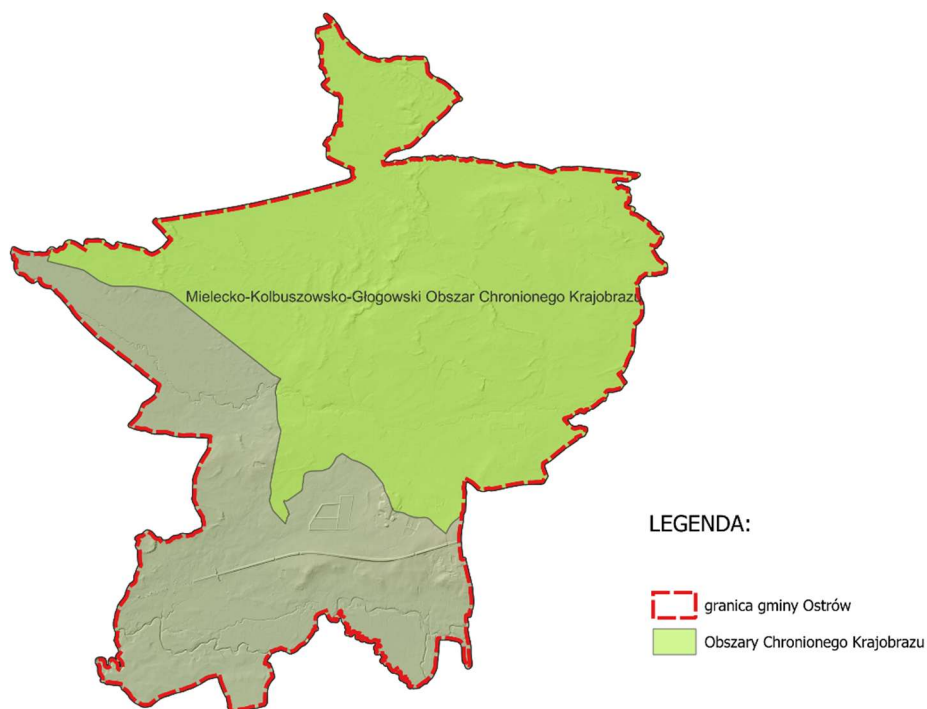 Mielecko-Kolbuszowsko-Głogowski Obszar Chronionego Krajobrazu
LEGENDA:
granica gminy Ostrów
Obszary Chronionego Krajobrazu